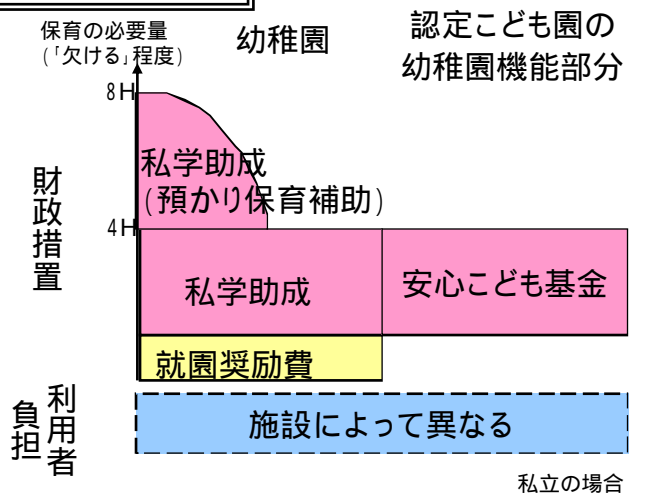 保育の必要量
(「欠ける」程度)
幼稚園
認定こども園の
幼稚園機能部分
8H
私学助成
(預かり保育補助)
4H
財政措置
私学助成
安心こども基金
就園奨励費
利用者
負担
施設によって異なる
私立の場合